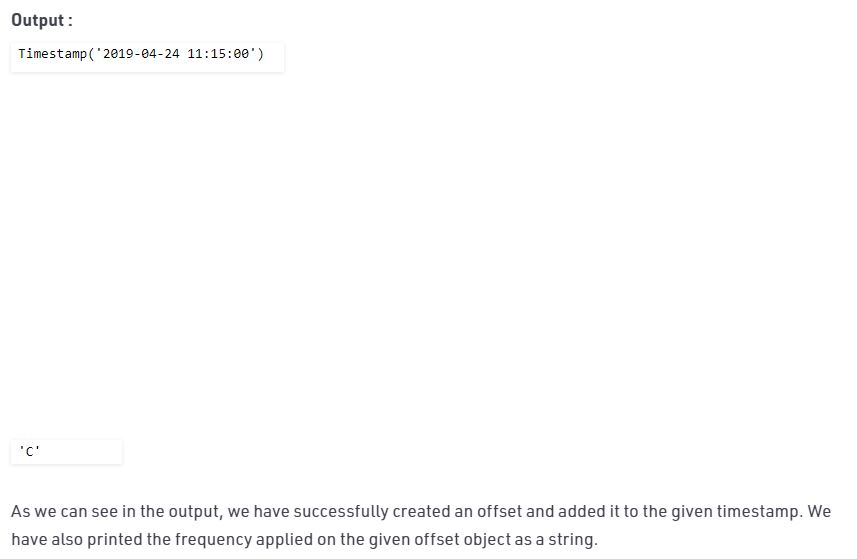 Output :
Timestamp('2019-04-24 11:15:00')
'C'
As we can see in the output, we have successfully created an offset and added it to the given timestamp. We
have also printed the frequency applied on the given offset object as a string.